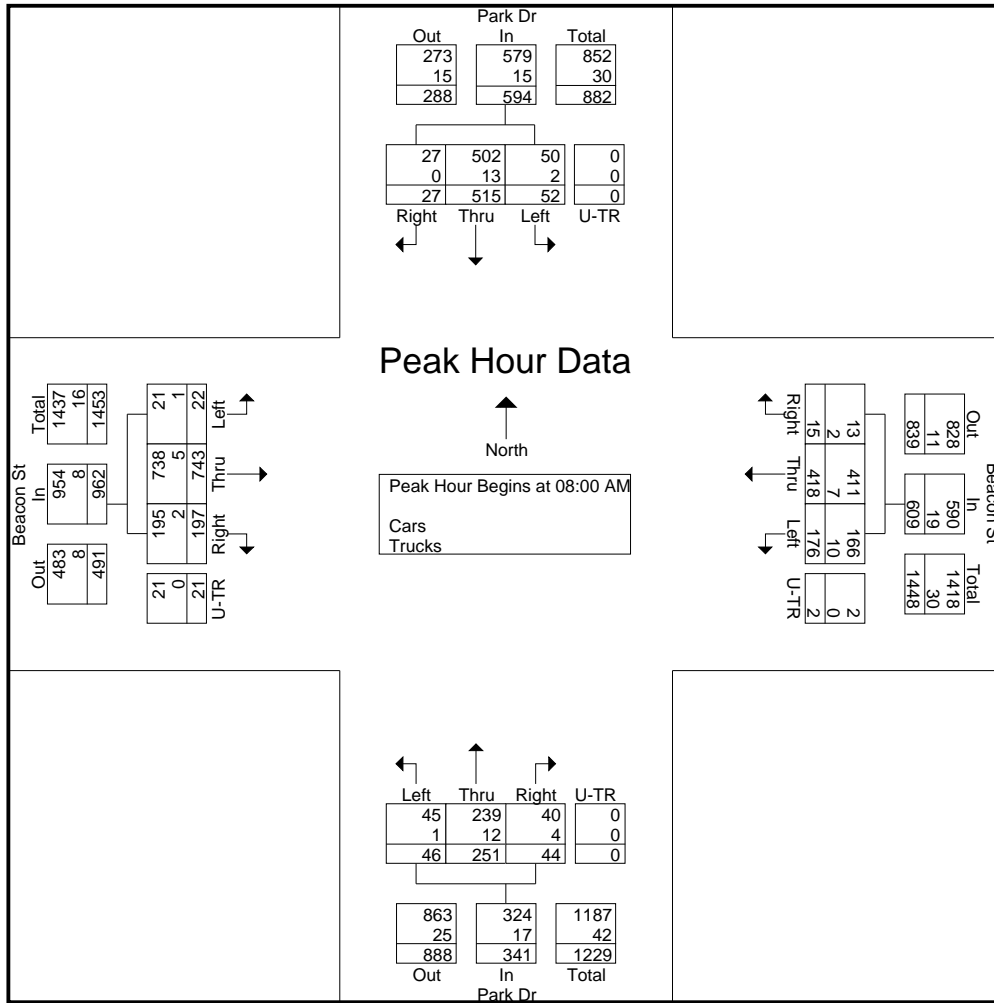 Park Dr
Out In Total
273 579 852
15 15 30
288 594 882
27 502 50 0
0 13 2 0
27 515 52 0
Right Thru Left U-TR
Peak Hour Data
North
Peak Hour Begins at 08:00 AM
Cars
Trucks
Beacon St
Out In Total
483 954 1437
8 8 16
491 962 1453
21 195 738 21
0 2 5 1
21 197 743 22
U-TR Right Thru Left
Beacon St
Out In Total
828 590 1418
11 19 30
839 609 1448
13 411 166 2
2 7 10 0
15 418 176 2
Right Thru Left U-TR
Left Thru Right U-TR
45 239 40 0
1 12 4 0
46 251 44 0
863 324 1187
25 17 42
888 341 1229
Out In Total
Park Dr